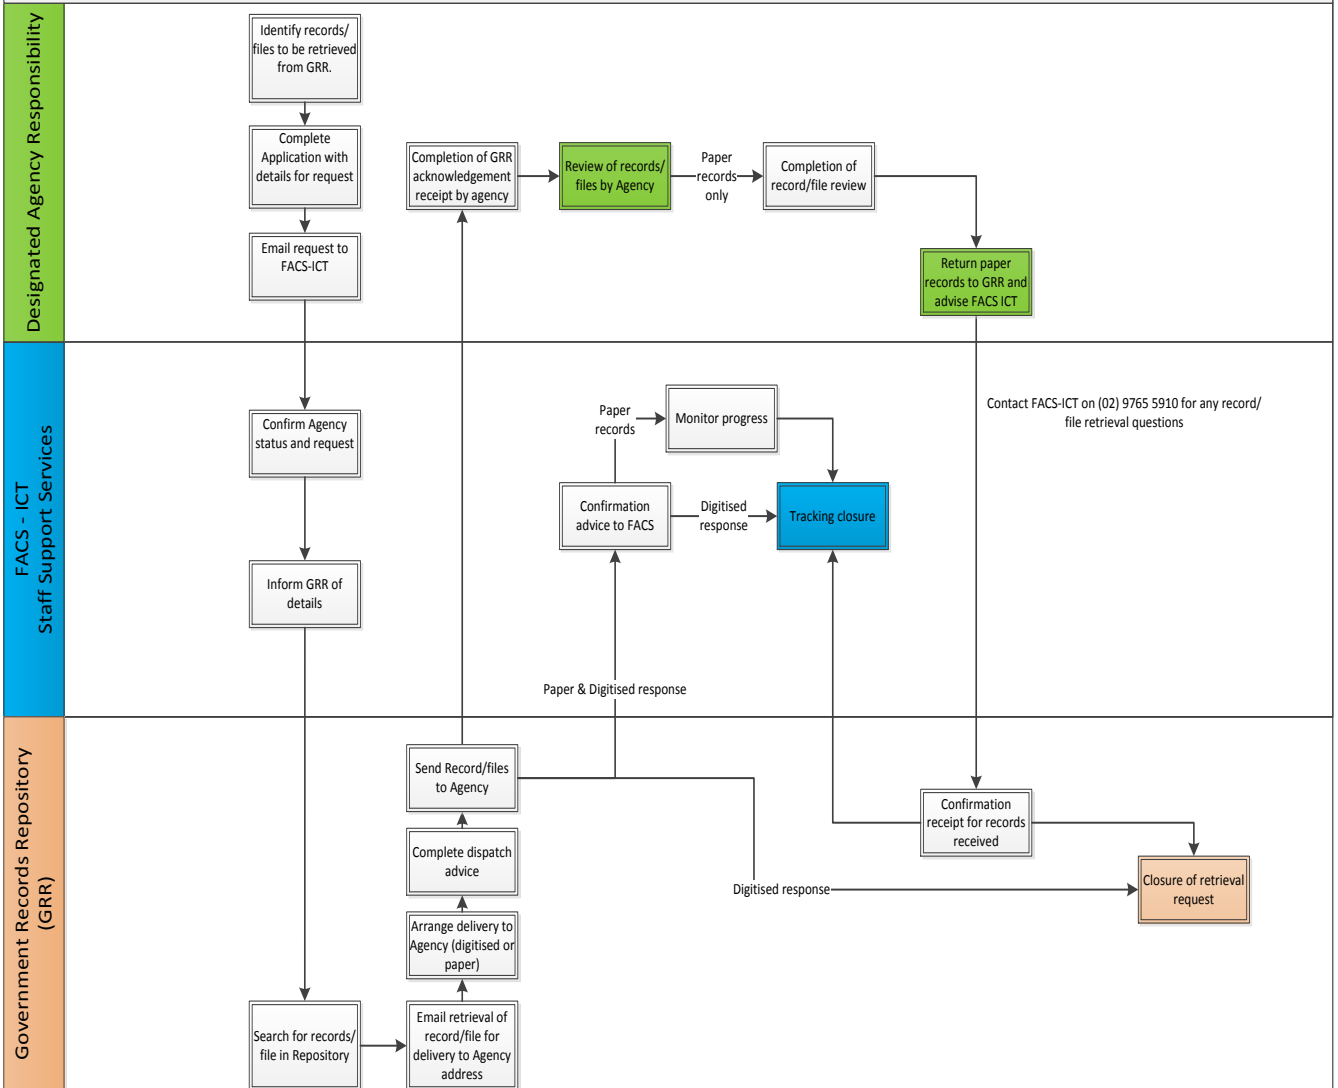 Designated Agency Responsibility
Identify records/
files to be retrieved
from GRR.
Complete
Application with
details for request
Email request to
FACS-ICT
Completion of GRR
acknowledgement
receipt by agency
Review of records/
files by Agency
Paper
records
only
Completion of
record/file review
Return paper
records to GRR and
advise FACS ICT
FACS - ICT
Staff Support Services
Confirm Agency
status and request
Inform GRR of
details
Paper
records
Monitor progress
Confirmation
advice to FACS
Digitised
response
Tracking closure
Contact FACS-ICT on (02) 9765 5910 for any record/
file retrieval questions
Paper & Digitised response
Government Records Repository
(GRR)
Send Record/files
to Agency
Complete dispatch
advice
Arrange delivery to
Agency (digitised or
paper)
Search for records/
file in Repository
Email retrieval of
record/file for
delivery to Agency
address
Digitised response
Confirmation
receipt for records
received
Closure of retrieval
request